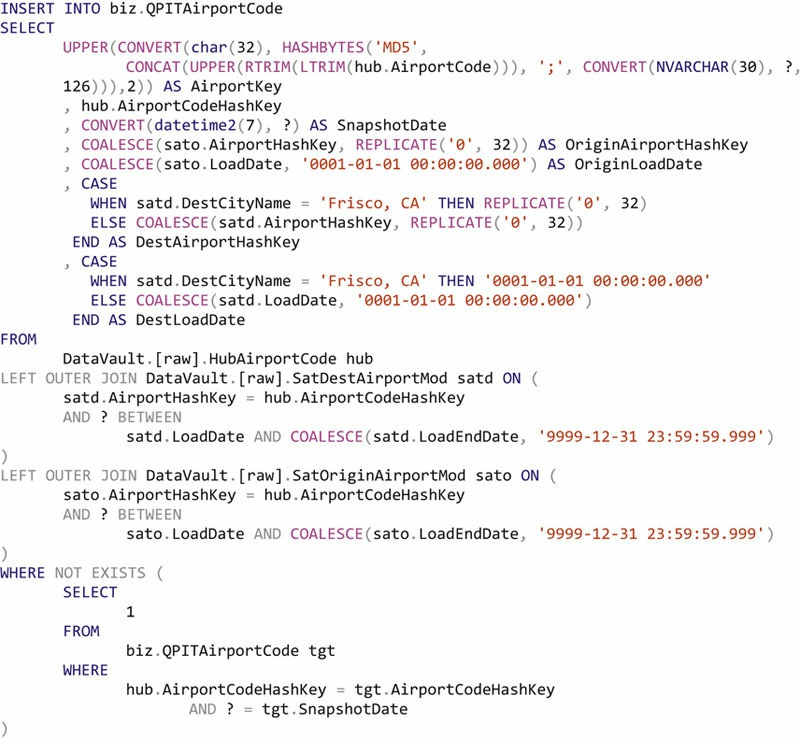 INSERT INTO biz.QPITAirportCode
SELECT
UPPER(CONVERT(char(32), HASHBYTES('MD5',
CONCAT(UPPER(RTRIM(LTRIM(hub.AirportCode))), ';', CONVERT(NVARCHAR(30), ?,
126))),2)) AS AirportKey
, hub.AirportCodeHashKey
, CONVERT(datetime2(7), ?) AS SnapshotDate
, COALESCE(sato.AirportHashKey, REPLICATE('0', 32)) AS OriginAirportHashKey
, COALESCE(sato.LoadDate, '0001-01-01 00:00:00.000') AS OriginLoadDate
, CASE
WHEN satd.DestCityName = 'Frisco, CA' THEN REPLICATE('0', 32)
ELSE COALESCE(satd.AirportHashKey, REPLICATE('0', 32))
END AS DestAirportHashKey
, CASE
WHEN satd.DestCityName = 'Frisco, CA' THEN '0001-01-01 00:00:00.000'
ELSE COALESCE(satd.LoadDate, '0001-01-01 00:00:00.000')
END AS DestLoadDate
FROM
DataVault.[raw].HubAirportCode hub
LEFT OUTER JOIN DataVault.[raw].SatDestAirportMod satd ON (
satd.AirportHashKey = hub.AirportCodeHashKey
AND ? BETWEEN
satd.LoadDate AND COALESCE(satd.LoadEndDate, '9999-12-31 23:59:59.999')
)
LEFT OUTER JOIN DataVault.[raw].SatOriginAirportMod sato ON (
sato.AirportHashKey = hub.AirportCodeHashKey
AND ? BETWEEN
sato.LoadDate AND COALESCE(sato.LoadEndDate, '9999-12-31 23:59:59.999')
)
WHERE NOT EXISTS (
SELECT
1
FROM
biz.QPITAirportCode tgt
WHERE
hub.AirportCodeHashKey = tgt.AirportCodeHashKey
AND ? = tgt.SnapshotDate
)